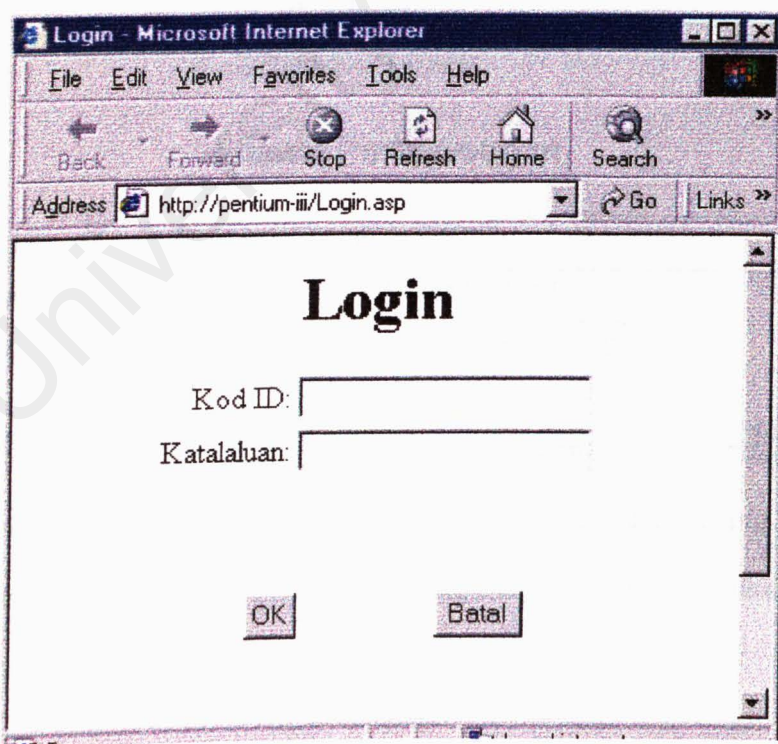 Login - Microsoft Internet Explorer
File Edit View Favorites Tools Help
Back Forward Stop Refresh Home Search »
Address http://pentium-iii/Login.asp Go Links »
Login
Kod ID:
Katalaluan:
OK Batal